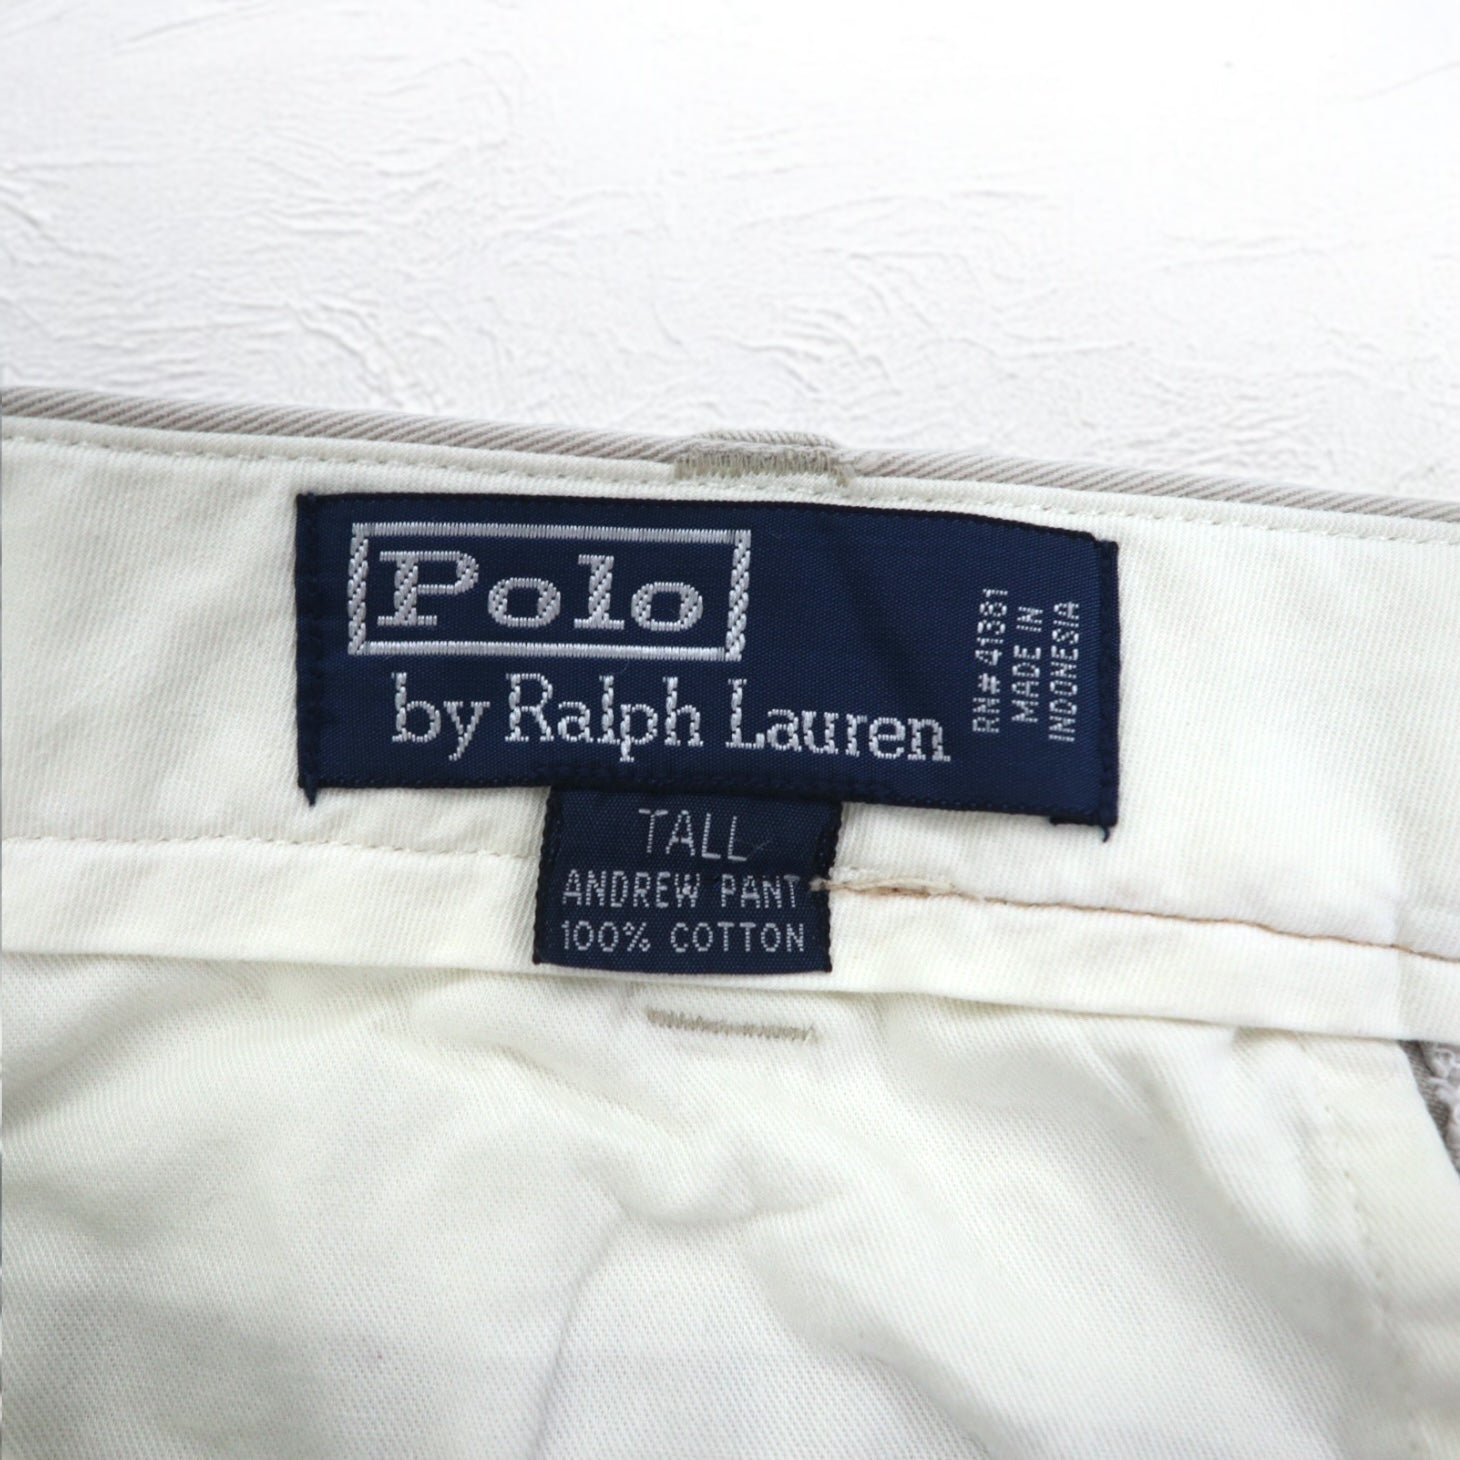 Polo
by Ralph Lauren
RN# 41381
MADE IN
INDONESIA
TALL
ANDREW PANT
100% COTTON